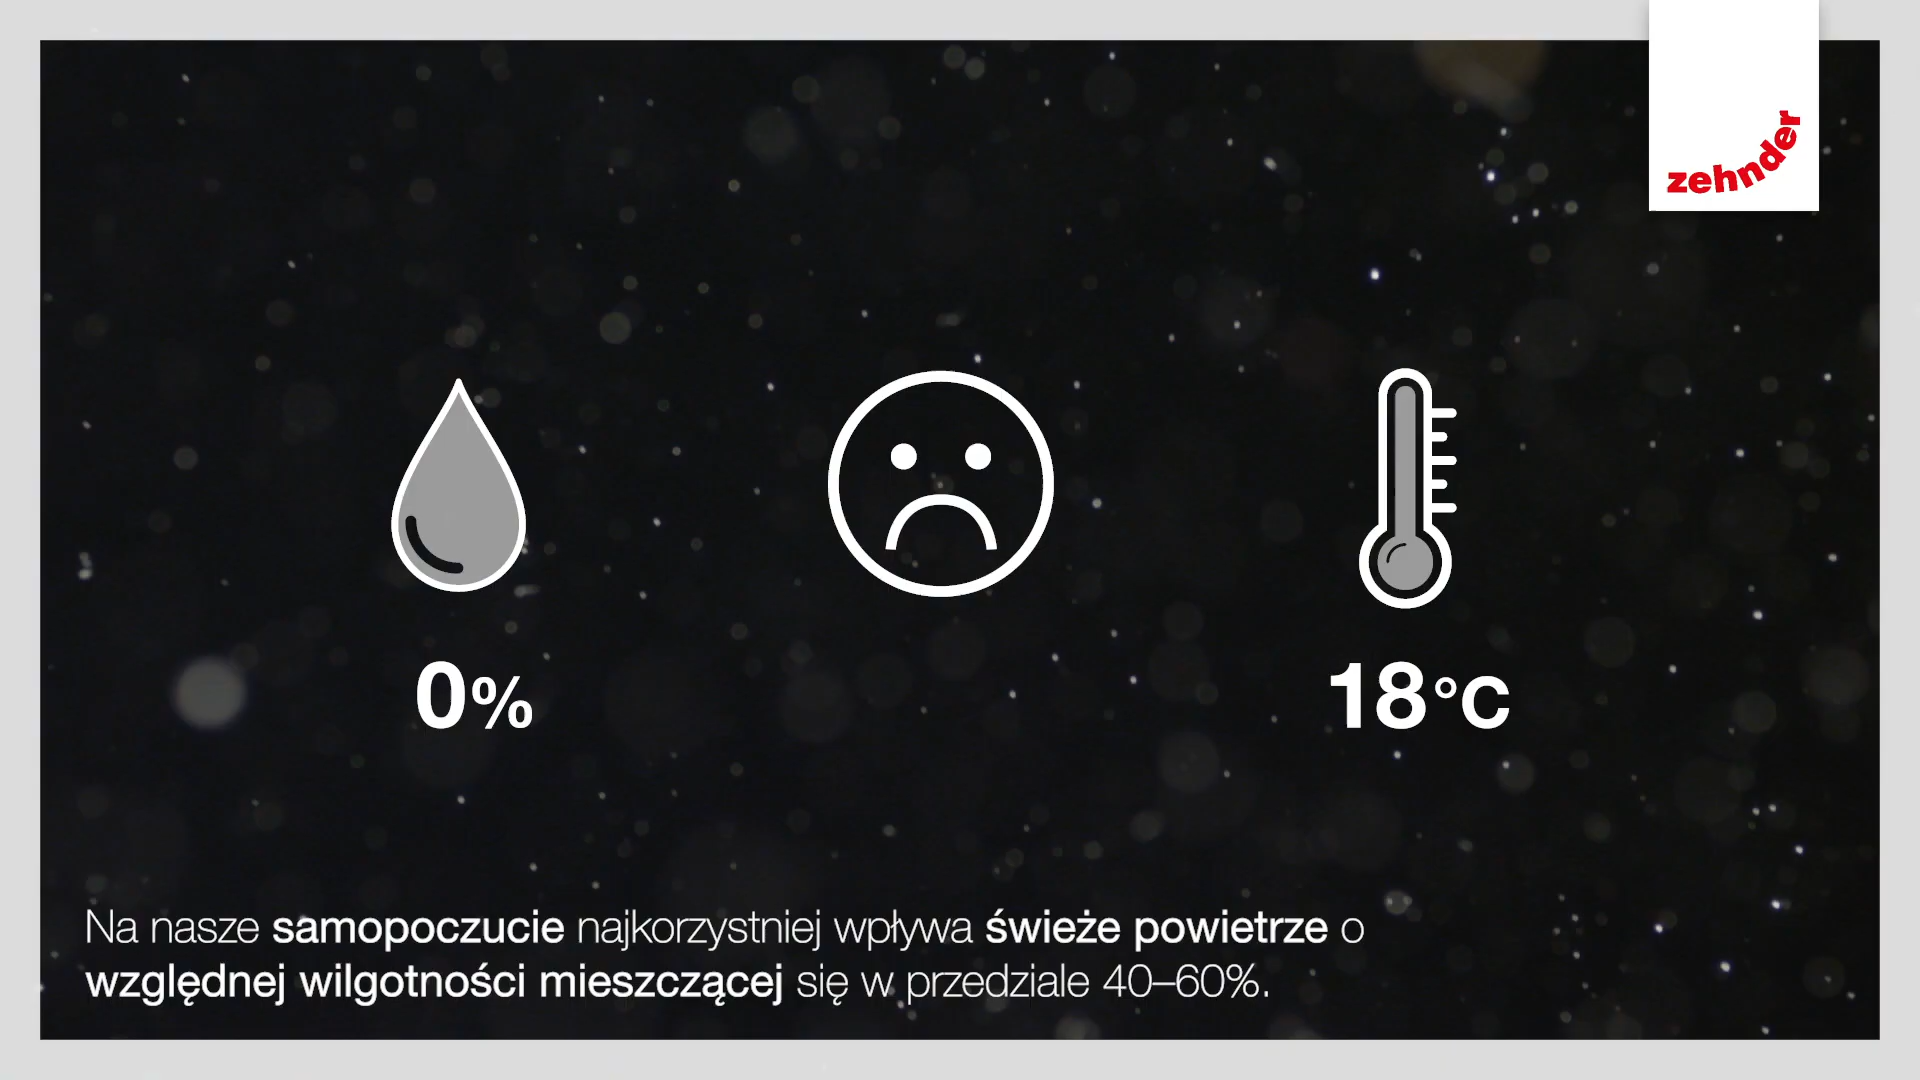 zehnder
0%
18°C
Na nasze samopoczucie najkorzystniej wpływa świeże powietrze o
względnej wilgotności mieszczącej się w przedziale 40–60%.